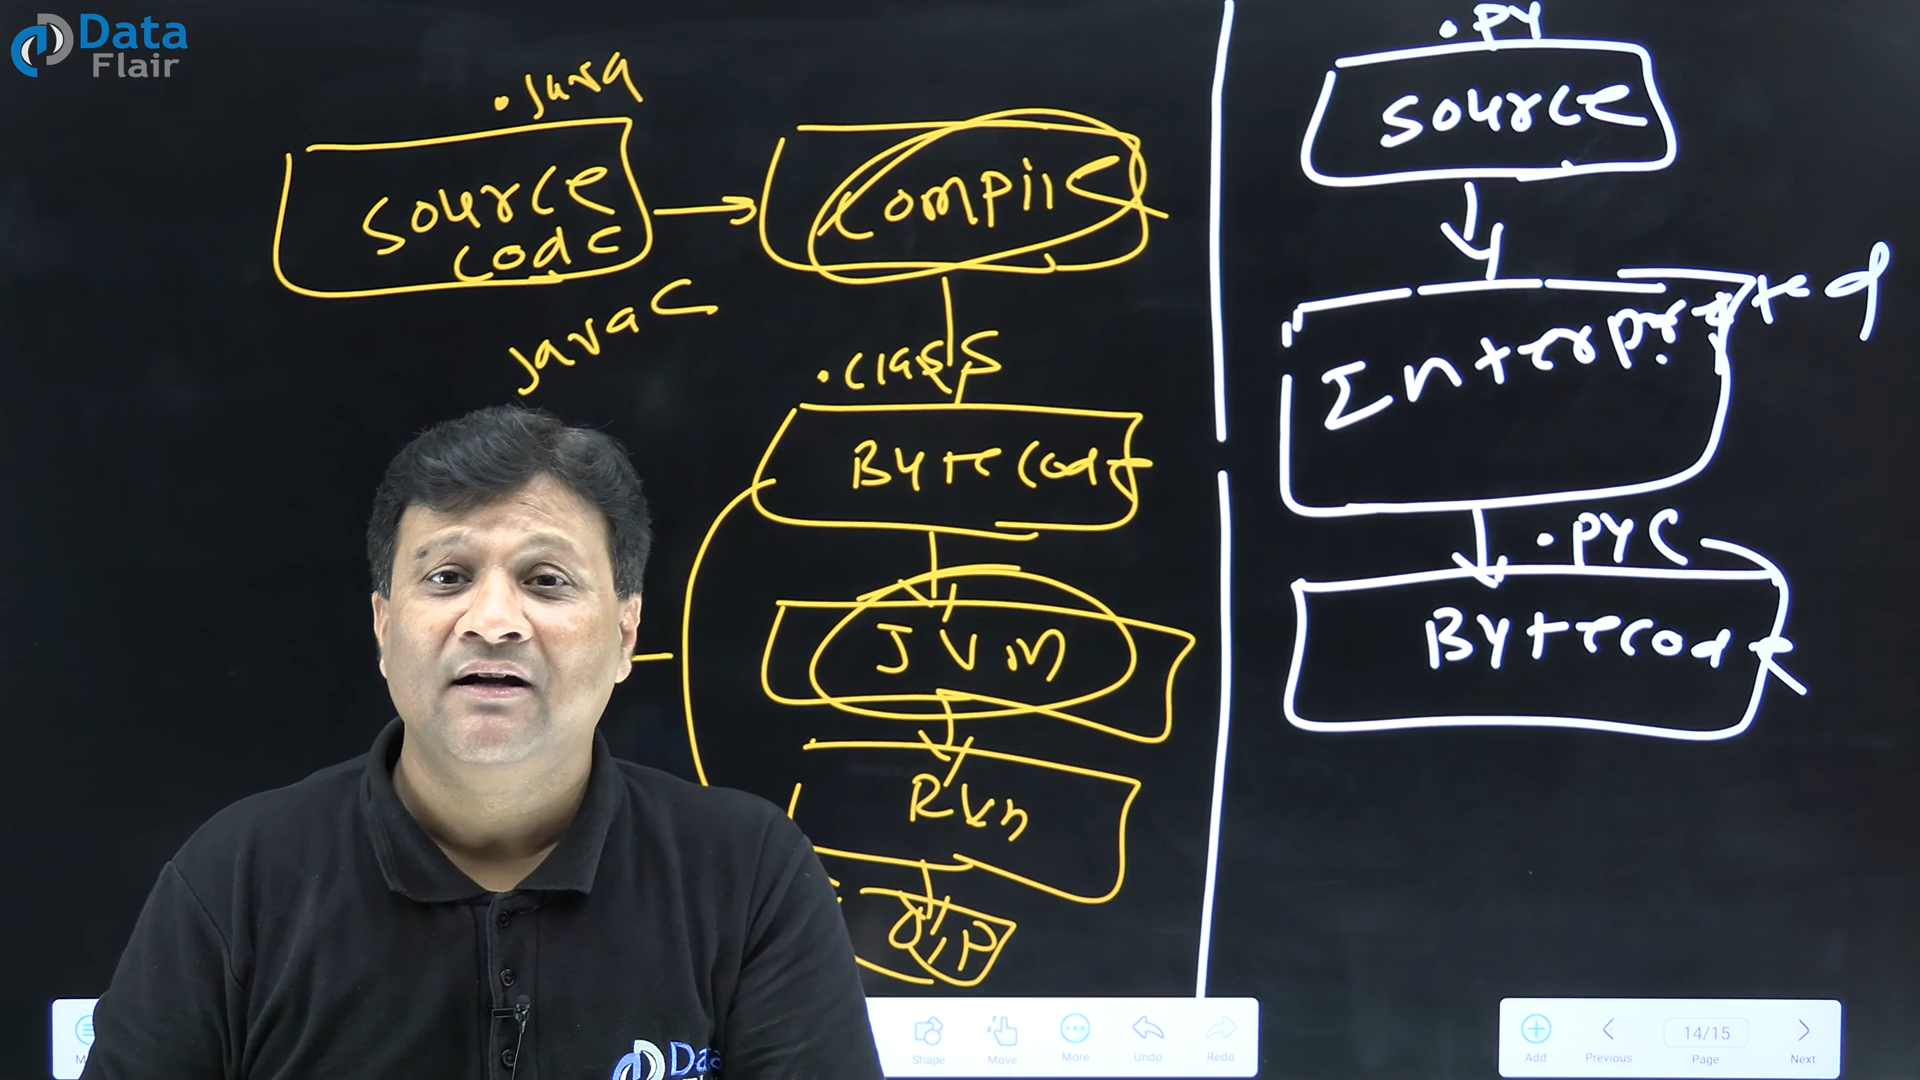 Data
Flair
.java
source
code
compile
javac
.class
Bytecode
JVM
Run
O/P
.PY
source
Interpreted
.PYC
Bytecode
Shape
Move
More
Undo
Redo
Add
Previous
14/15
Page
Next